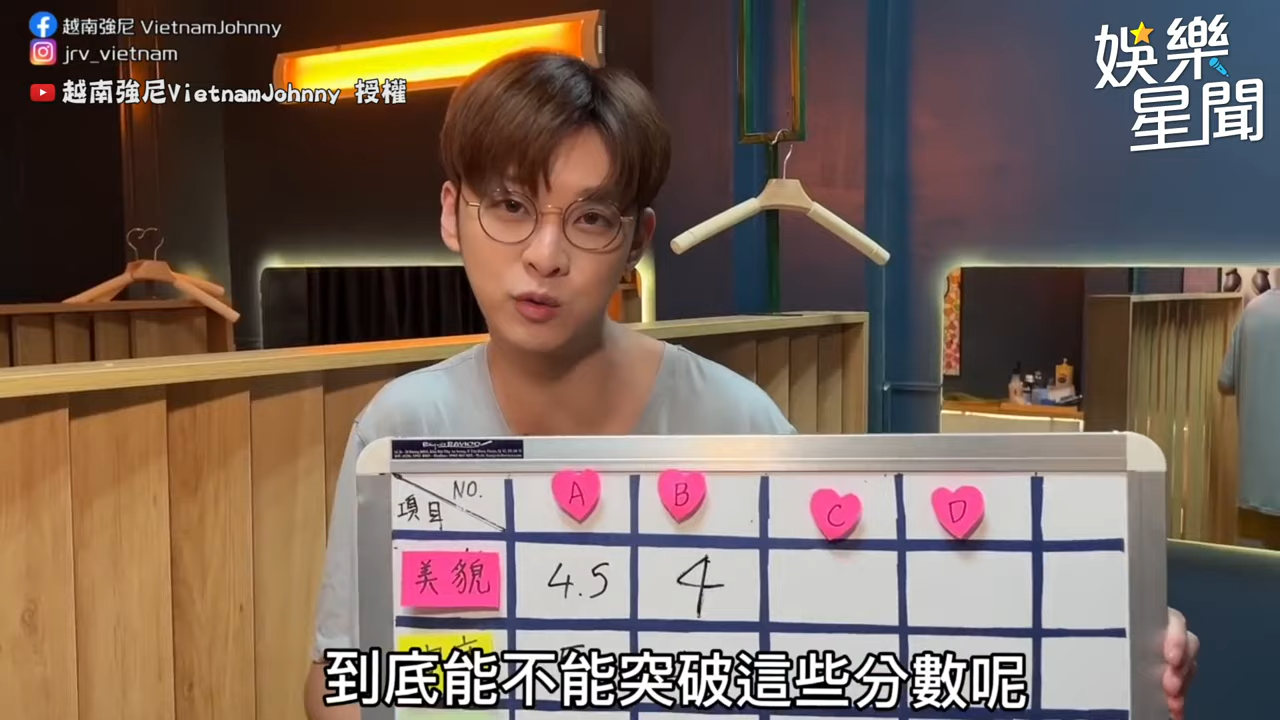 越南強尼 VietnamJohnny
jrv_vietnam
越南強尼VietnamJohnny 授權
娛樂
星聞
NO.
項目
A
B
C
D
美貌
4.5
4
到底能不能突破這些分數呢